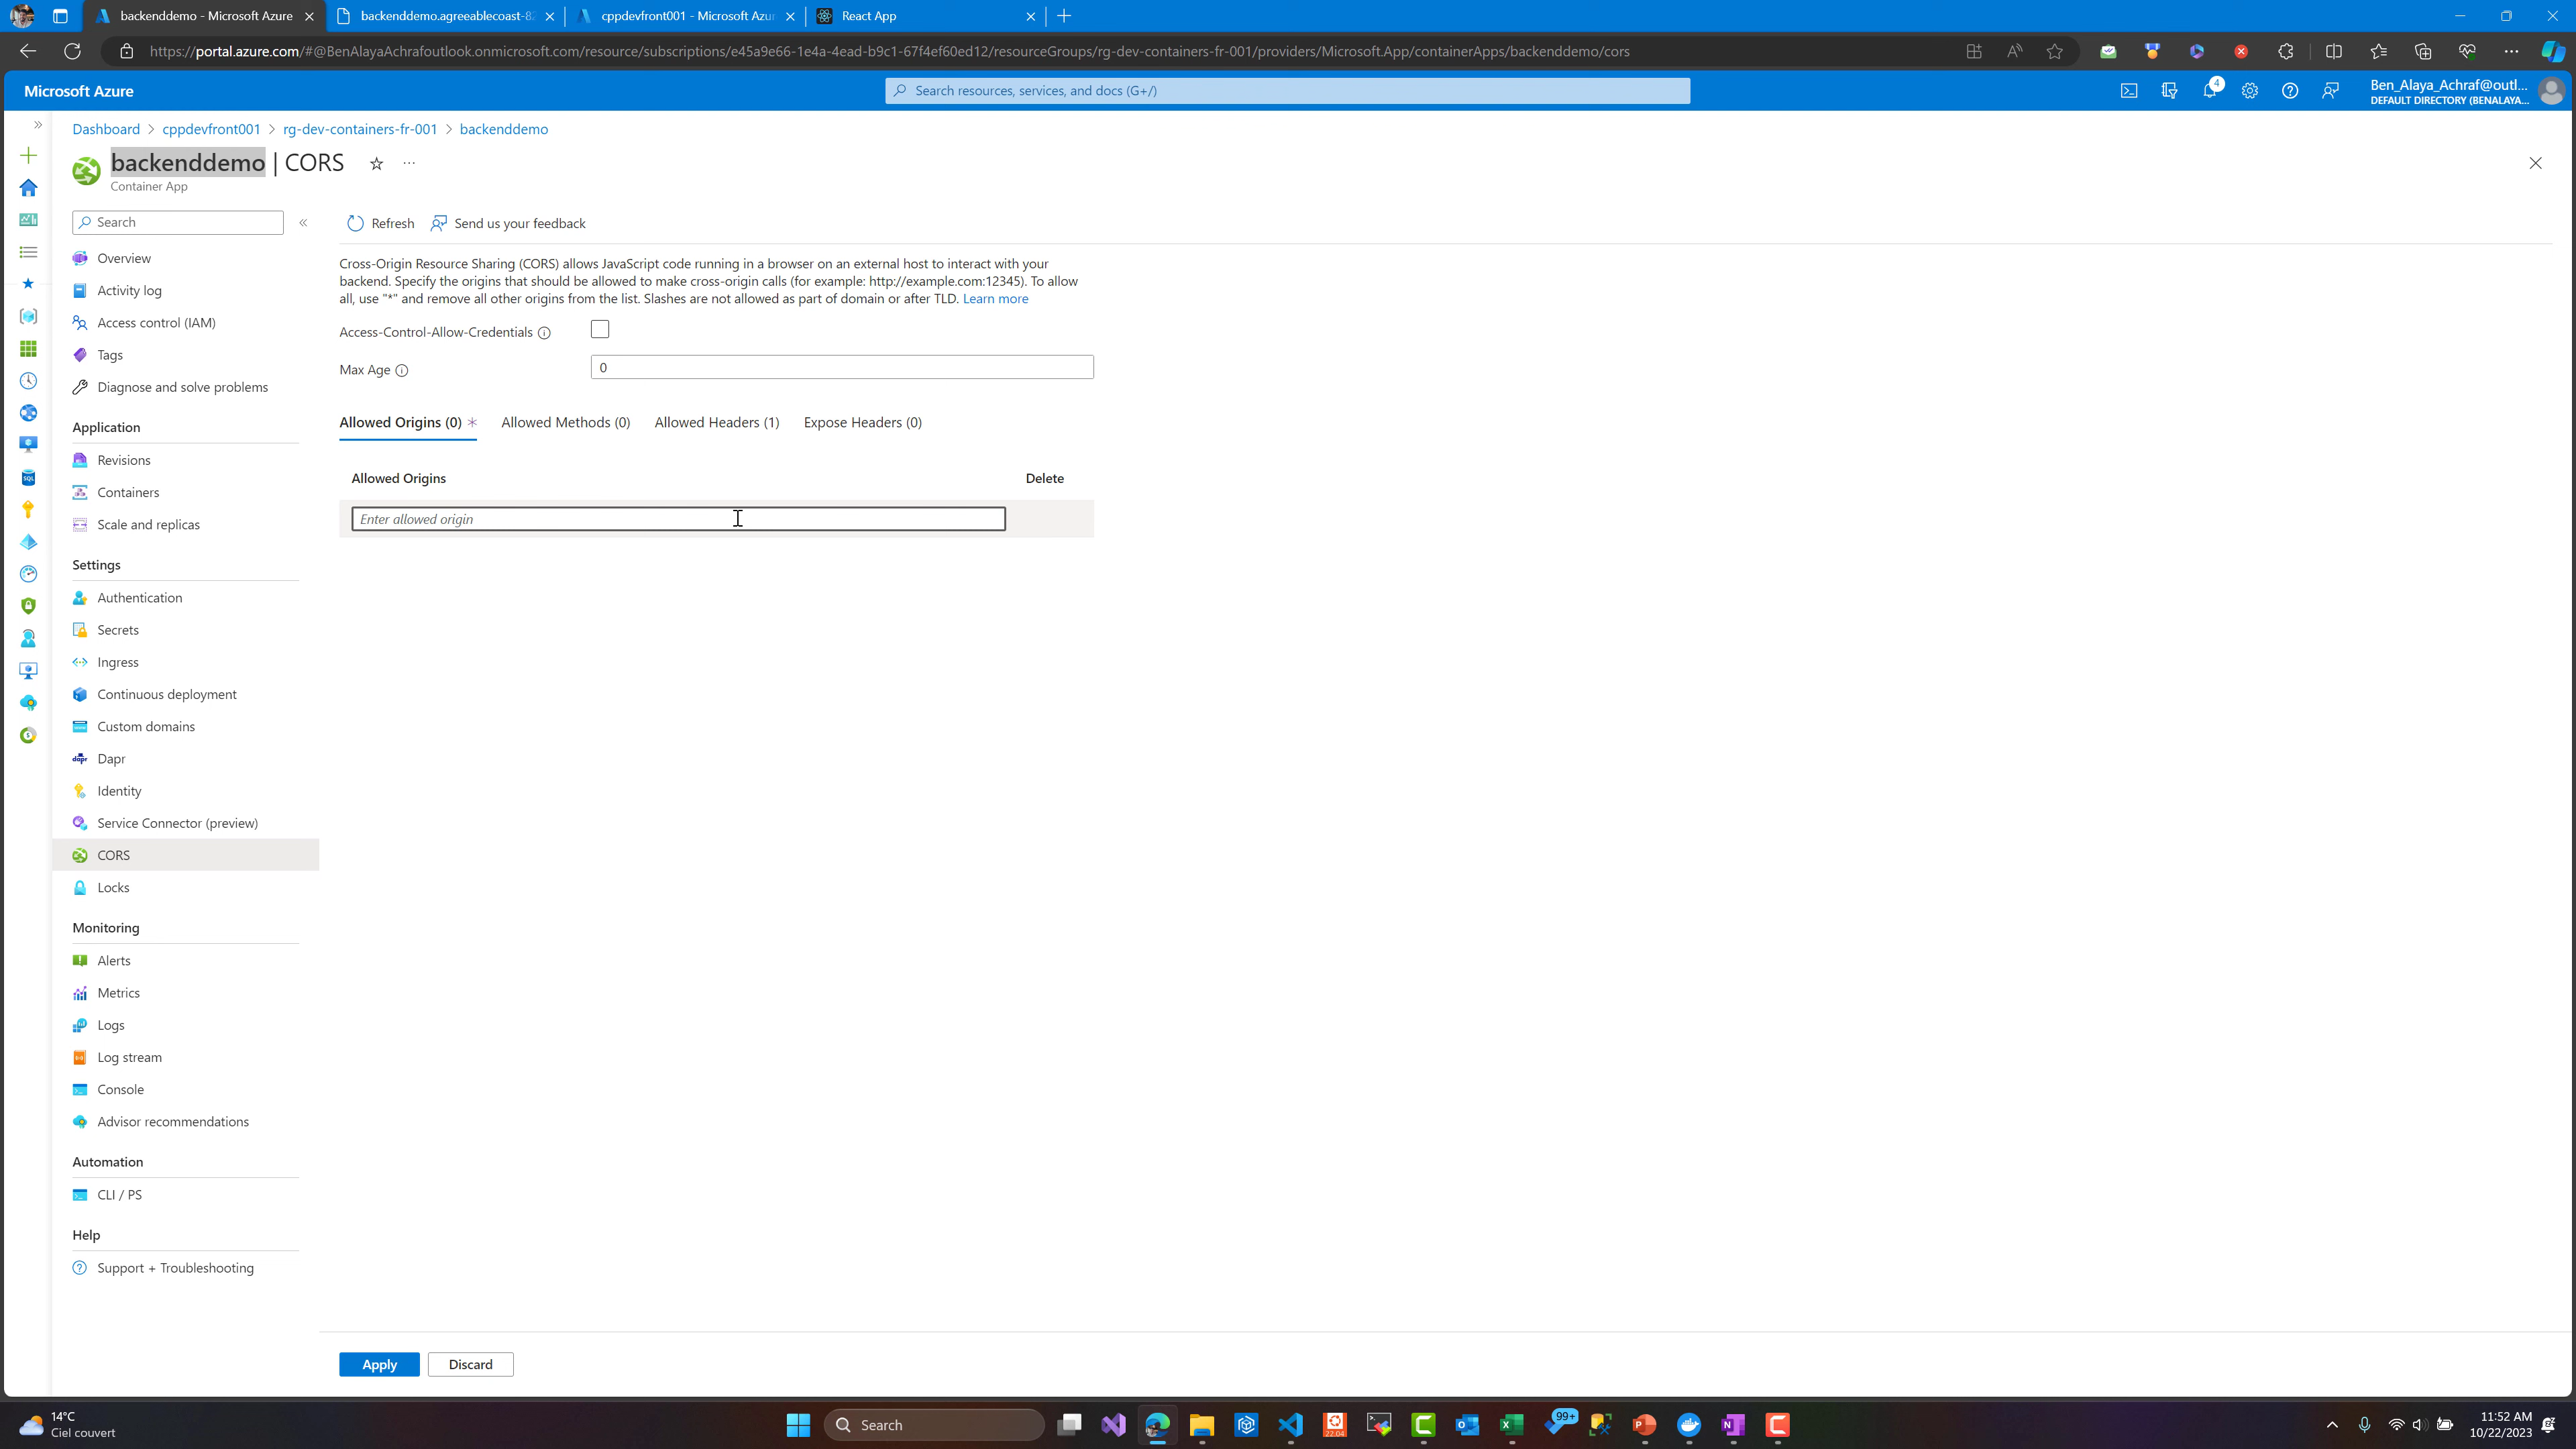 backenddemo - Microsoft Azure
backenddemo.agreeablecoast-82
cppdevfront001 - Microsoft Azu
React App
https://portal.azure.com/#@BenAlayaAchrafoutlook.onmicrosoft.com/resource/subscriptions/e45a9e66-1e4a-4ead-b9c1-67f4ef60ed12/resourceGroups/rg-dev-containers-fr-001/providers/Microsoft.App/containerApps/backenddemo/cors
Microsoft Azure
Search resources, services, and docs (G+/)
4
Ben_Alaya_Achraf@outl...
DEFAULT DIRECTORY (BENALAYA...
Dashboard > cppdevfront001 > rg-dev-containers-fr-001 > backenddemo
backenddemo | CORS
Container App
Search
Refresh
Send us your feedback
Overview
Activity log
Access control (IAM)
Tags
Diagnose and solve problems
Application
Revisions
Containers
Scale and replicas
Settings
Authentication
Secrets
Ingress
Continuous deployment
Custom domains
Dapr
Identity
Service Connector (preview)
CORS
Locks
Monitoring
Alerts
Metrics
Logs
Log stream
Console
Advisor recommendations
Automation
CLI / PS
Help
Support + Troubleshooting
Cross-Origin Resource Sharing (CORS) allows JavaScript code running in a browser on an external host to interact with your
backend. Specify the origins that should be allowed to make cross-origin calls (for example: http://example.com:12345). To allow
all, use "*" and remove all other origins from the list. Slashes are not allowed as part of domain or after TLD. Learn more
Access-Control-Allow-Credentials
Max Age
0
Allowed Origins (0) *
Allowed Methods (0)
Allowed Headers (1)
Expose Headers (0)
Allowed Origins
Delete
Enter allowed origin
Apply
Discard
14°C
Ciel couvert
Search
22.04
99+
11:52 AM
10/22/2023